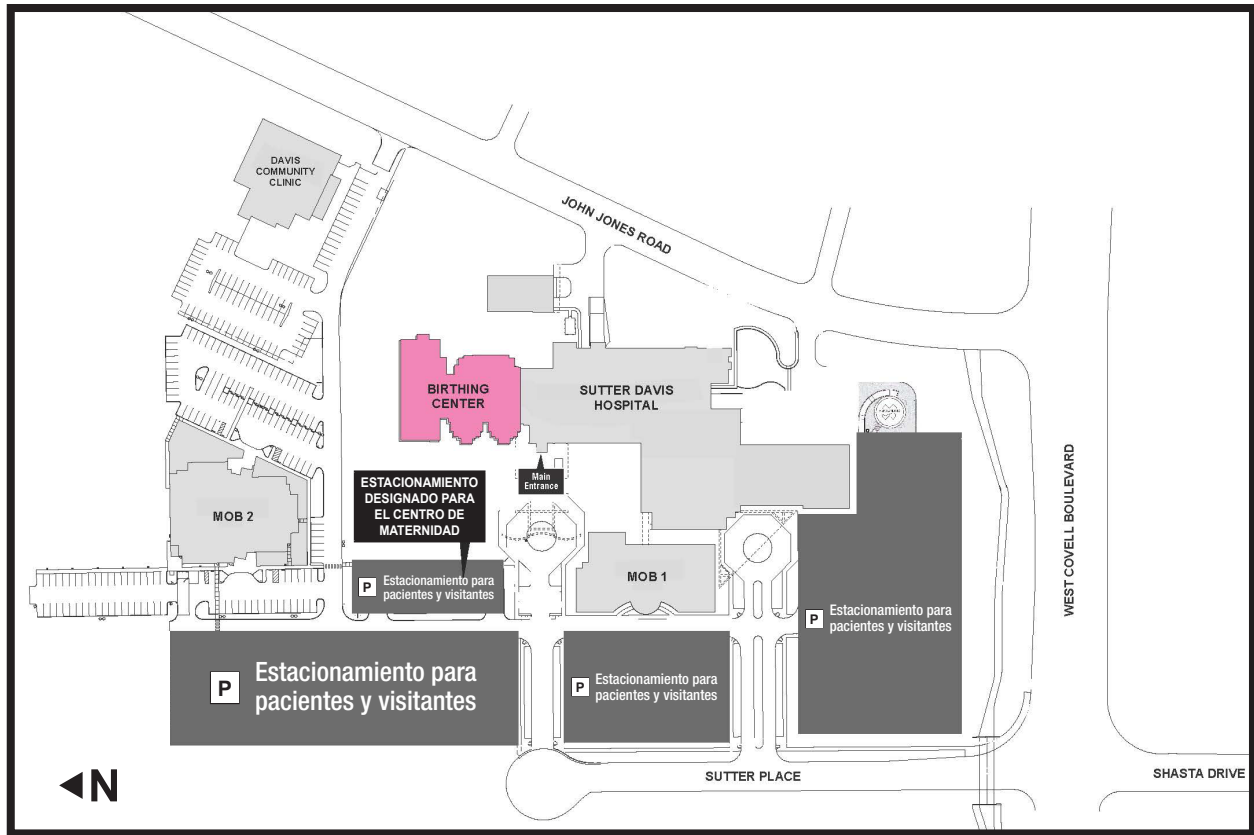 DAVIS
COMMUNITY
CLINIC
JOHN JONES ROAD
BIRTHING
CENTER
SUTTER DAVIS
HOSPITAL
Main
Entrance
ESTACIONAMIENTO
DESIGNADO PARA
EL CENTRO DE
MATERNIDAD
MOB 2
P
Estacionamiento para
pacientes y visitantes
MOB 1
P
Estacionamiento para
pacientes y visitantes
WEST COVELL BOULEVARD
P
Estacionamiento para
pacientes y visitantes
P
Estacionamiento para
pacientes y visitantes
N
SUTTER PLACE
SHASTA DRIVE